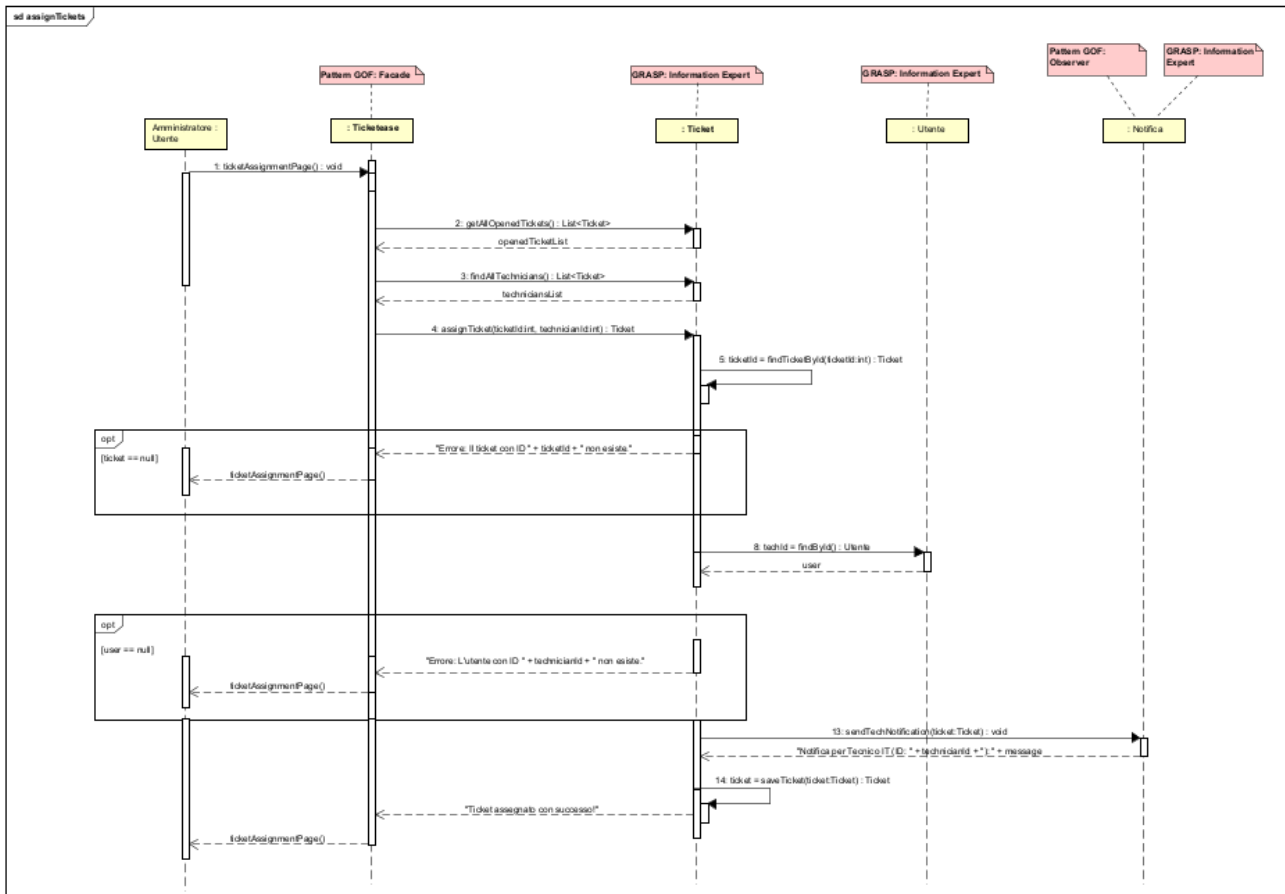 sd assignTickets
Pattern GOF:
Observer
GRASP: Information
Expert
Pattern GOF: Facade
GRASP: Information Expert
GRASP: Information Expert
Amministratore :
Utente
: Ticketease
: Ticket
: Utente
: Notifica
1: ticketAssignmentPage() : void
2: getAllOpenedTickets() : List<Ticket>
openedTicketList
3: findAllTechnicians() : List<Ticket>
techniciansList
4: assignTicket(ticketId:int, technicianId:int) : Ticket
5: ticketId = findTicketById(ticketId:int) : Ticket
opt
[ticket == null]
"Errore: Il ticket con ID " + ticketId + " non esiste."
ticketAssignmentPage()
8: techId = findById() : Utente
user
opt
[user == null]
"Errore: L'utente con ID " + technicianId + " non esiste."
ticketAssignmentPage()
13: sendTechNotification(ticket:Ticket) : void
"Notifica per Tecnico IT (ID: " + technicianId + "): " + message
14: ticket = saveTicket(ticket:Ticket) : Ticket
"Ticket assegnato con successo!"
ticketAssignmentPage()